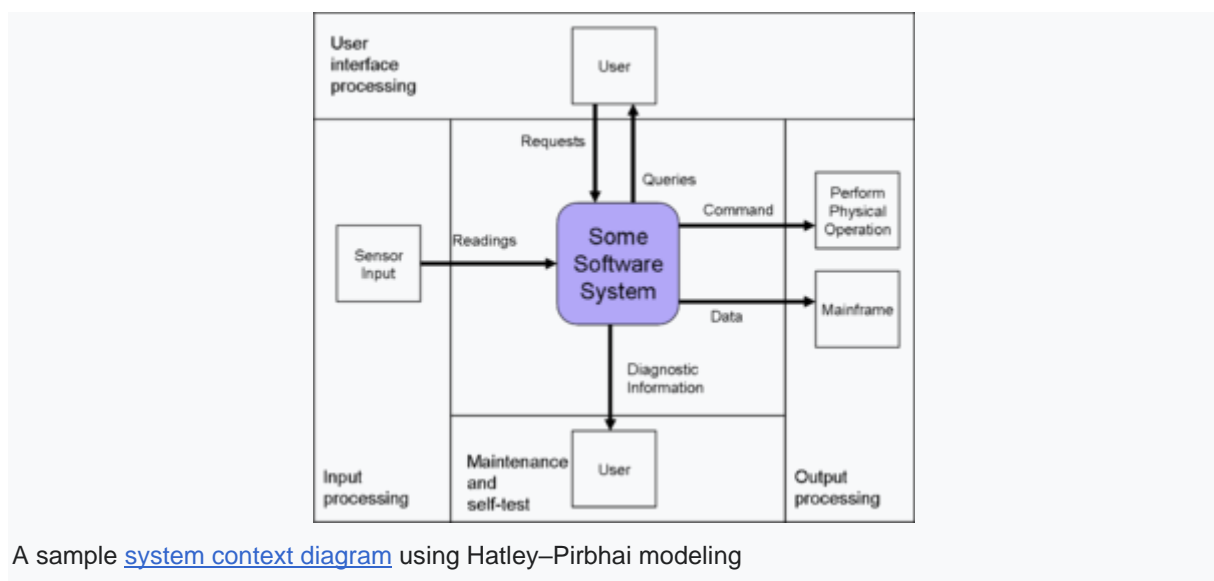 User
interface
processing
User
Requests
Queries
Command
Perform
Physical
Operation
Sensor
Input
Readings
Some
Software
System
Data
Mainframe
Diagnostic
Information
Input
processing
Maintenance
and
self-test
User
Output
processing
A sample system context diagram using Hatley–Pirbhai modeling